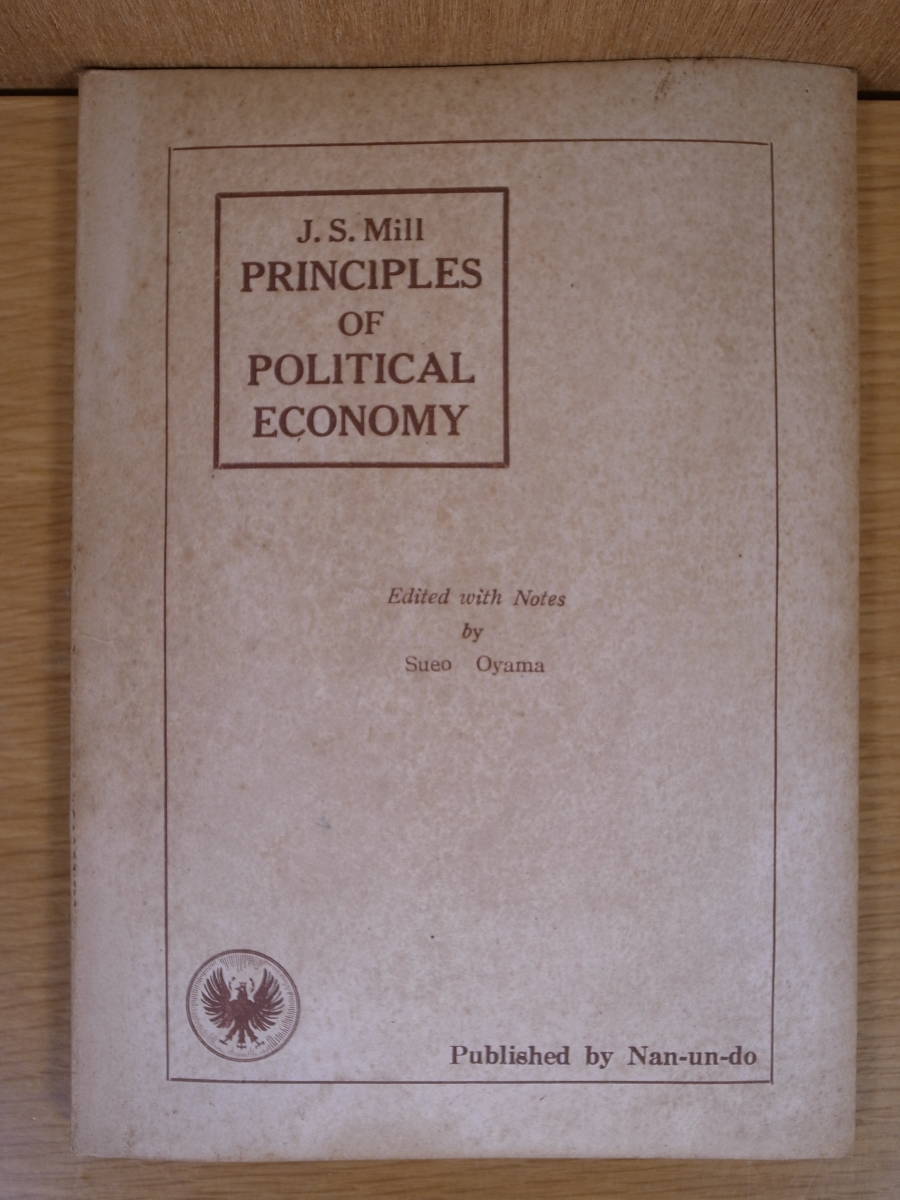 J. S. Mill
PRINCIPLES
OF
POLITICAL
ECONOMY
Edited with Notes
by
Sueo Oyama
Published by Nan-un-do